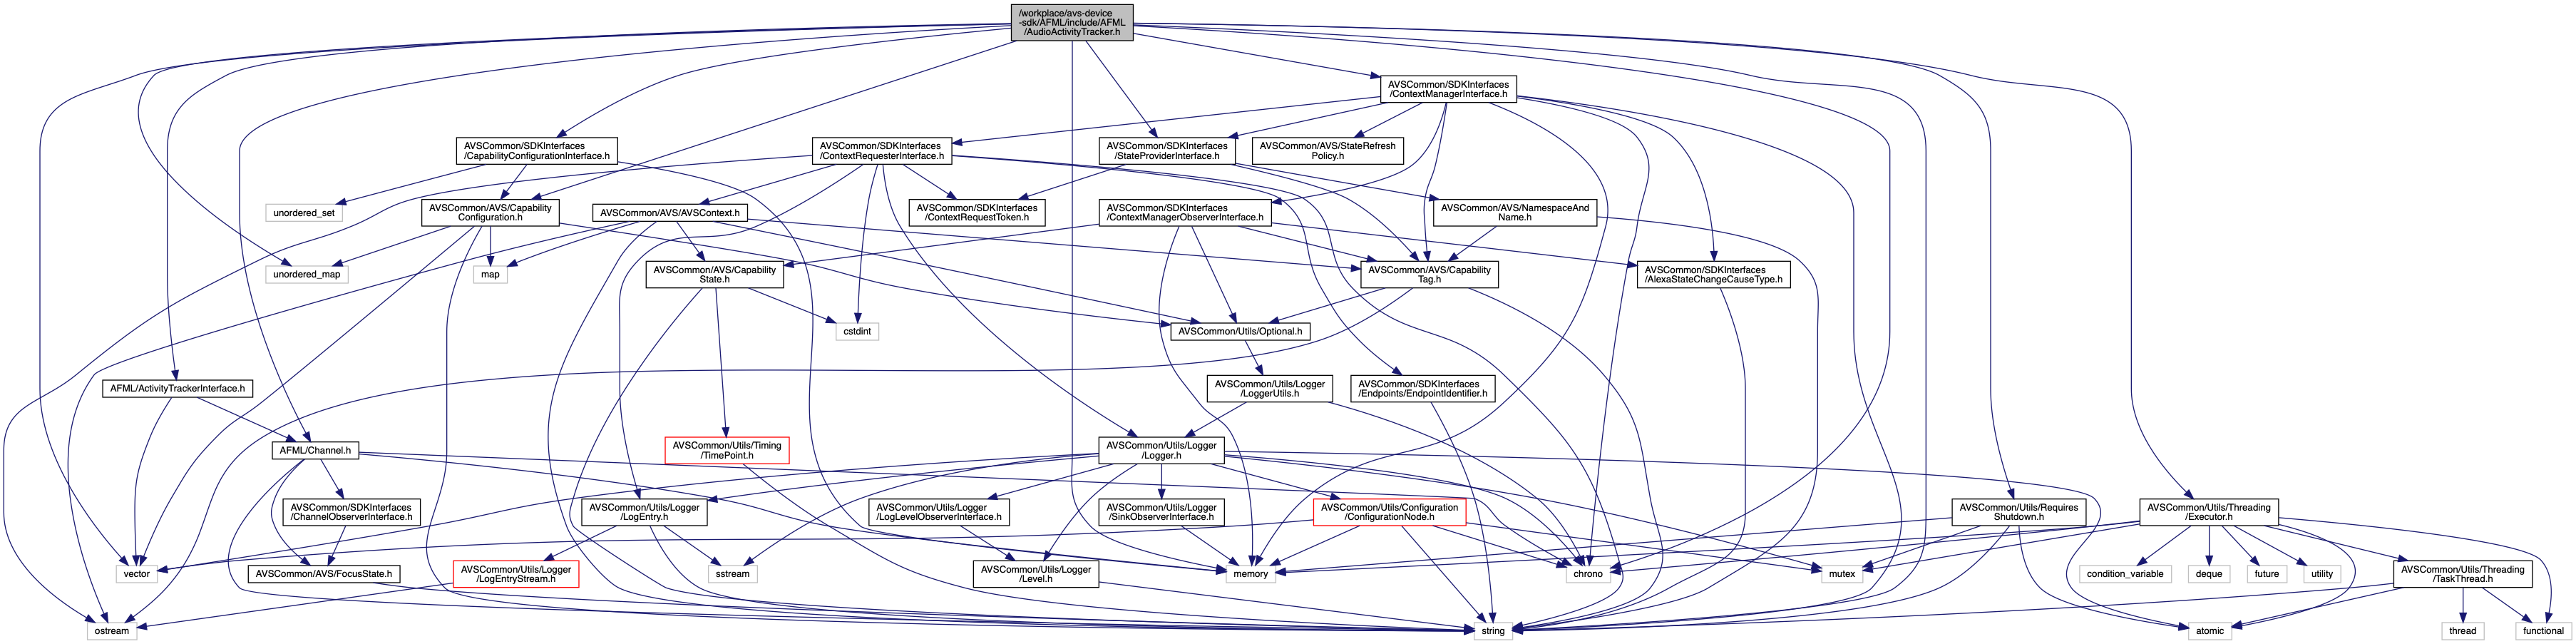 /workplace/avs-device
-sdk/AFML/include/AFML
/AudioActivityTracker.h
AVSCommon/SDKInterfaces
/ContextManagerInterface.h
AVSCommon/SDKInterfaces
/CapabilityConfigurationInterface.h
AVSCommon/SDKInterfaces
/ContextRequesterInterface.h
AVSCommon/SDKInterfaces
/StateProviderInterface.h
AVSCommon/AVS/StateRefresh
Policy.h
unordered_set
AVSCommon/AVS/Capability
Configuration.h
AVSCommon/AVS/AVSContext.h
AVSCommon/SDKInterfaces
/ContextRequestToken.h
AVSCommon/SDKInterfaces
/ContextManagerObserverInterface.h
AVSCommon/AVS/NamespaceAnd
Name.h
unordered_map
map
AVSCommon/AVS/Capability
State.h
AVSCommon/AVS/Capability
Tag.h
AVSCommon/SDKInterfaces
/AlexaStateChangeCauseType.h
cstdint
AVSCommon/Utils/Optional.h
AFML/ActivityTrackerInterface.h
AVSCommon/Utils/Logger
/LoggerUtils.h
AVSCommon/SDKInterfaces
/Endpoints/EndpointIdentifier.h
AFML/Channel.h
AVSCommon/Utils/Timing
/TimePoint.h
AVSCommon/Utils/Logger
/Logger.h
AVSCommon/SDKInterfaces
/ChannelObserverInterface.h
AVSCommon/Utils/Logger
/LogEntry.h
AVSCommon/Utils/Logger
/LogLevelObserverInterface.h
AVSCommon/Utils/Logger
/SinkObserverInterface.h
AVSCommon/Utils/Configuration
/ConfigurationNode.h
AVSCommon/Utils/Requires
Shutdown.h
AVSCommon/Utils/Threading
/Executor.h
vector
AVSCommon/AVS/FocusState.h
AVSCommon/Utils/Logger
/LogEntryStream.h
sstream
AVSCommon/Utils/Logger
/Level.h
memory
chrono
mutex
condition_variable
deque
future
utility
AVSCommon/Utils/Threading
/TaskThread.h
ostream
string
atomic
thread
functional